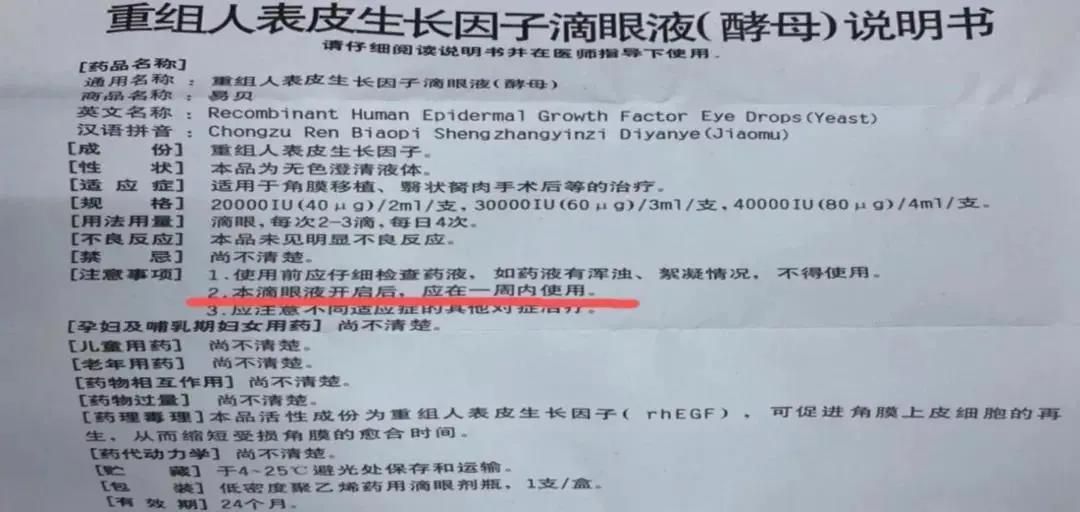 重组人表皮生长因子滴眼液(酵母)说明书
请仔细阅读说明书并在医师指导下使用.
[药品名称]
通用名称：重组人表皮生长因子滴眼液(酵母)
商品名称：易贝
英文名称：Recombinant Human Epidermal Growth Factor Eye Drops(Yeast)
汉语拼音：Chongzu Ren Biaopi Shengzhangyinzi Diyanye(Jiaomu)
[成 份] 重组人表皮生长因子。
[性 状] 本品为无色澄清液体。
[适应症] 适用于角膜移植、翳状胬肉手术后等的治疗。
[规 格] 20000IU(40μg)/2ml/支，30000IU(60μg)/3ml/支，40000IU(80μg)/4ml/支。
[用法用量] 滴眼，每次2-3滴，每日4次。
[不良反应] 本品未见明显不良反应。
[禁 忌] 尚不清楚。
[注意事项] 1.使用前应仔细检查药液，如药液有浑浊、絮凝情况，不得使用。
2.本滴眼液开启后，应在一周内使用。
3.应注意不同适应症的其他对症治疗。
[孕妇及哺乳期妇女用药] 尚不清楚。
[儿童用药] 尚不清楚。
[老年用药] 尚不清楚。
[药物相互作用] 尚不清楚。
[药物过量] 尚不清楚。
[药理毒理] 本品活性成份为重组人表皮生长因子(rhEGF)，可促进角膜上皮细胞的再
生，从而缩短受损角膜的愈合时间。
[药代动力学] 尚不清楚。
[贮 藏] 于4~25℃避光处保存和运输。
[包 装] 低密度聚乙烯药用滴眼剂瓶，1支/盒。
[有 效 期] 24个月.